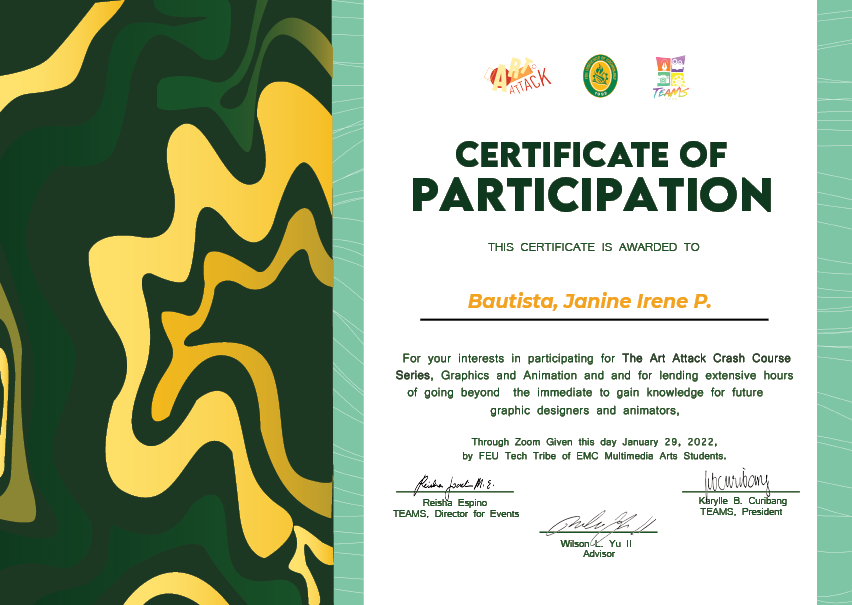 ART
ATTACK
TEAMS
CERTIFICATE OF
PARTICIPATION
THIS CERTIFICATE IS AWARDED TO
Bautista, Janine Irene P.
For your interests in participating for The Art Attack Crash Course
Series, Graphics and Animation and and for lending extensive hours
of going beyond the immediate to gain knowledge for future
graphic designers and animators,
Through Zoom Given this day January 29, 2022,
by FEU Tech Tribe of EMC Multimedia Arts Students.
Reisha Espino
TEAMS, Director for Events
Karylle B. Curibang
TEAMS, President
Wilson L. Yu II
Advisor